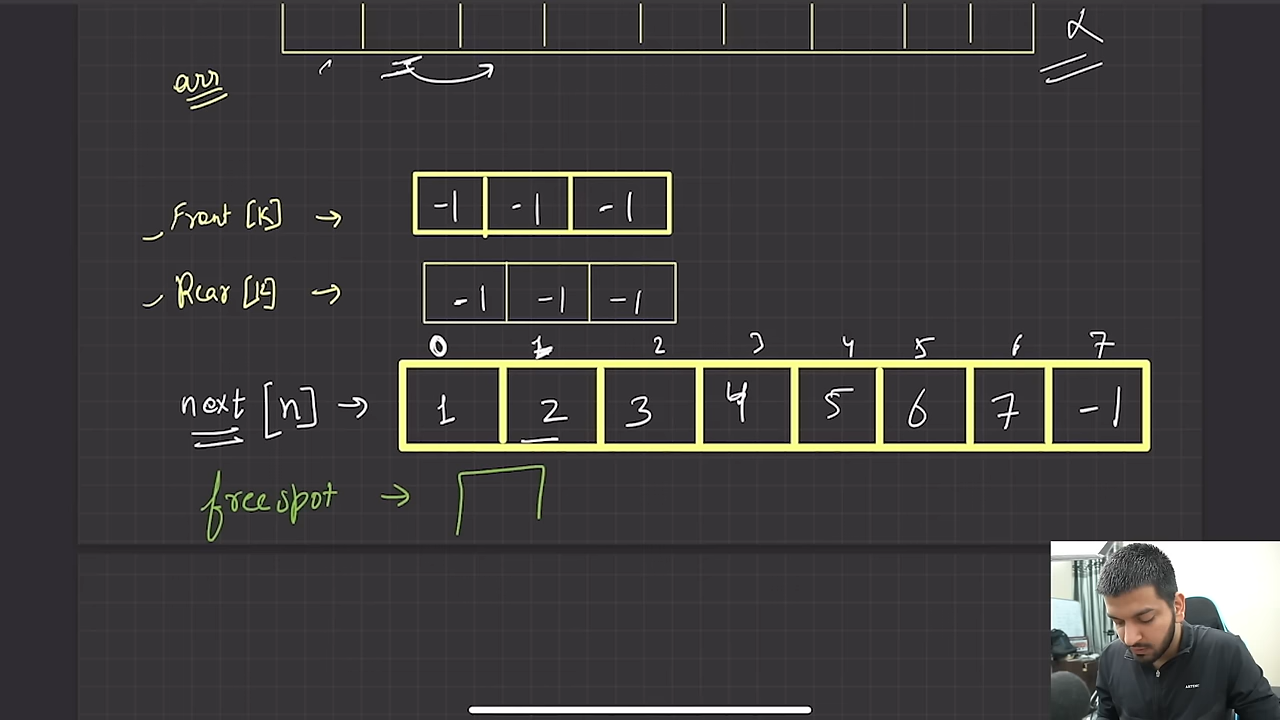 arr
Front [K] → -1 -1 -1
Rear [K] → -1 -1 -1
0 1 2 3 4 5 6 7
next [n] → 1 2 3 4 5 6 7 -1
freespot →